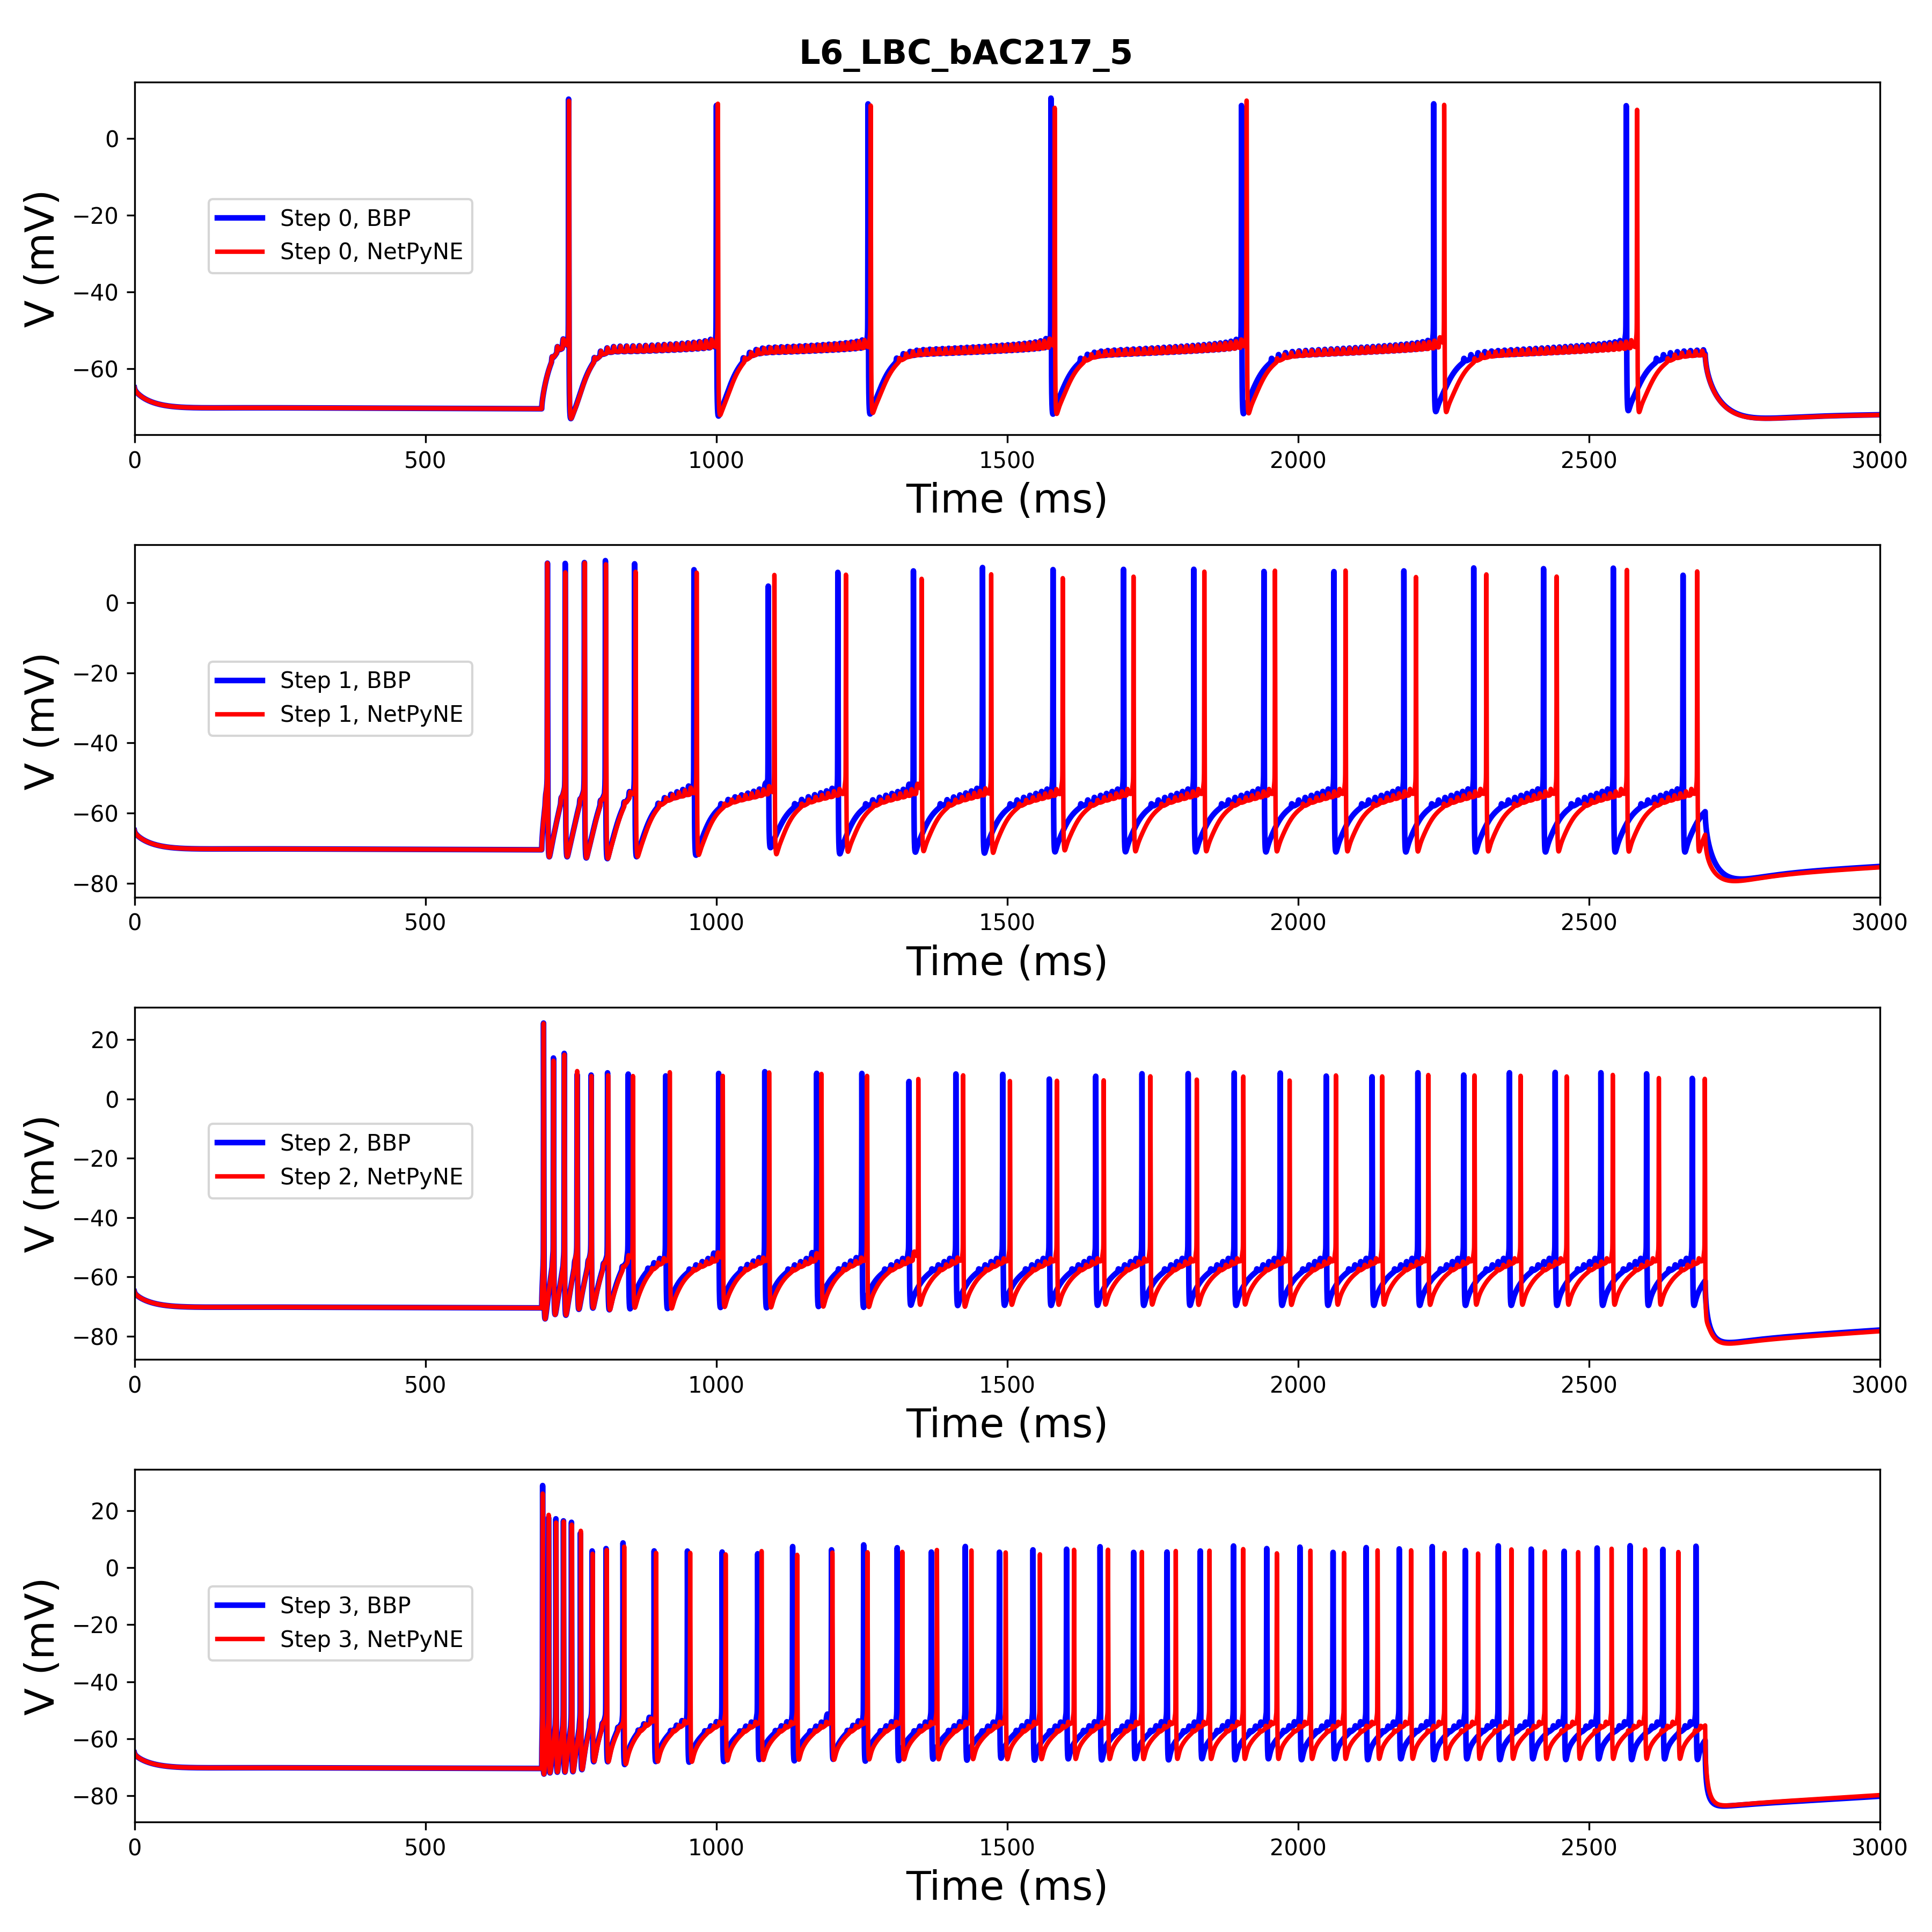 L6_LBC_bAC217_5
V (mV)
0
−20
−40
−60
Step 0, BBP
Step 0, NetPyNE
0 500 1000 1500 2000 2500 3000
Time (ms)
V (mV)
0
−20
−40
−60
−80
Step 1, BBP
Step 1, NetPyNE
0 500 1000 1500 2000 2500 3000
Time (ms)
V (mV)
20
0
−20
−40
−60
−80
Step 2, BBP
Step 2, NetPyNE
0 500 1000 1500 2000 2500 3000
Time (ms)
V (mV)
20
0
−20
−40
−60
−80
Step 3, BBP
Step 3, NetPyNE
0 500 1000 1500 2000 2500 3000
Time (ms)